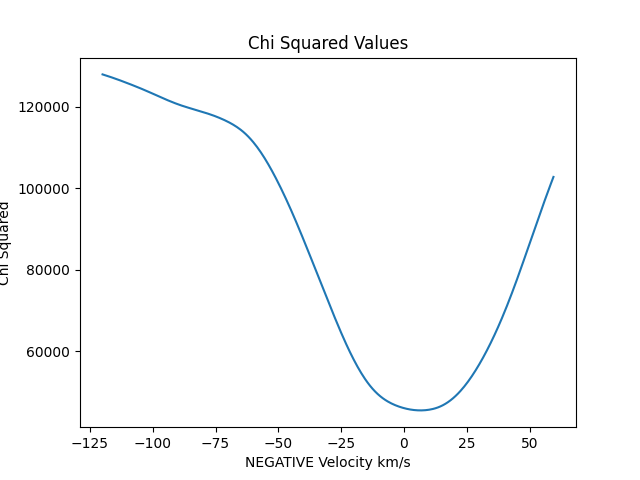 Chi Squared Values
120000
100000
80000
60000
Chi Squared
−125 −100 −75 −50 −25 0 25 50
NEGATIVE Velocity km/s